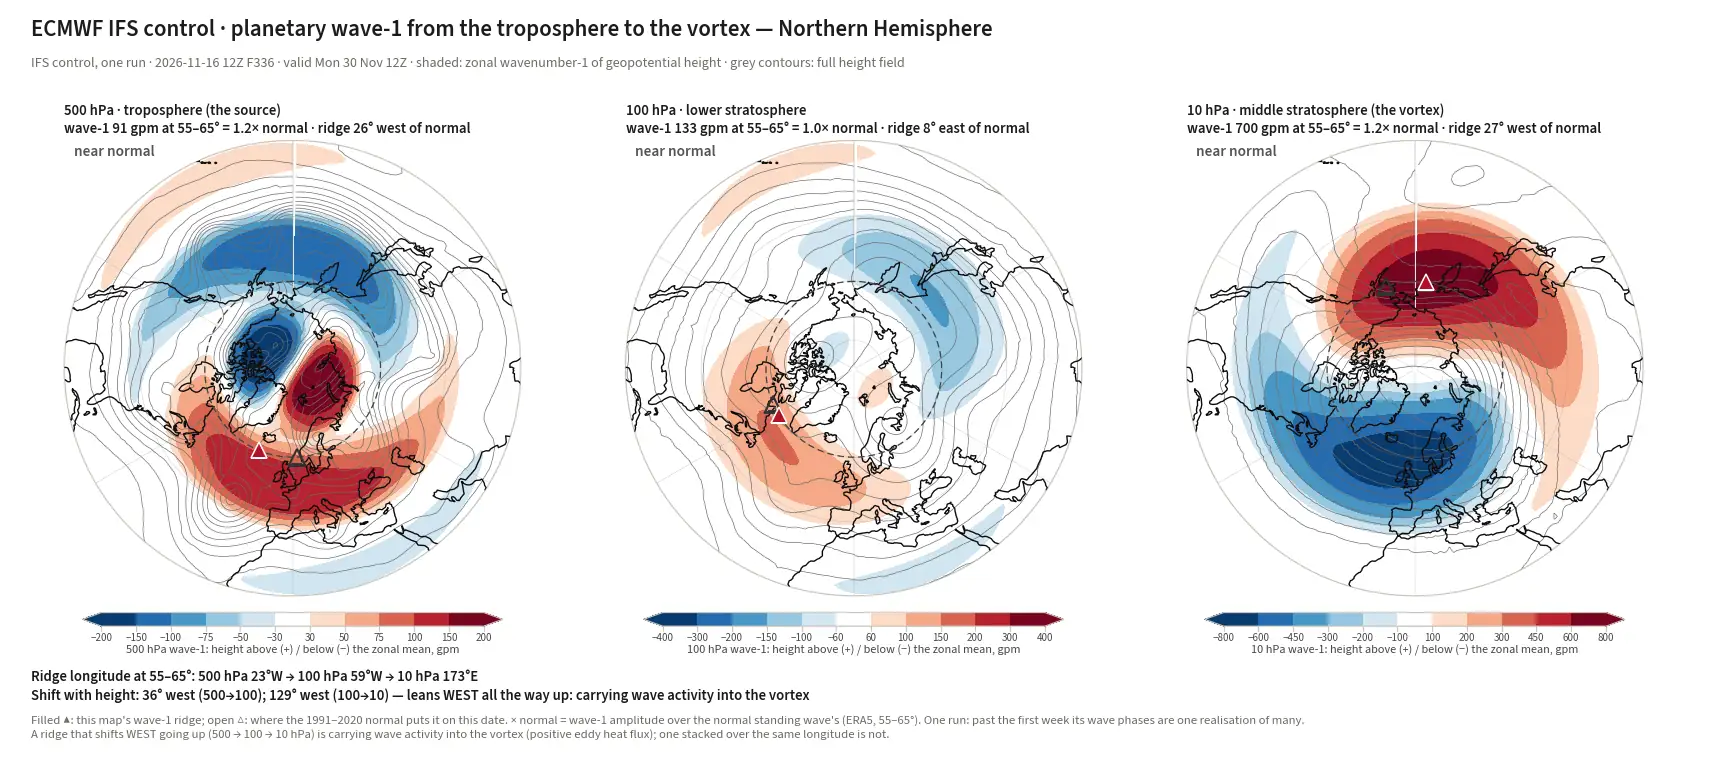 ECMWF IFS control · planetary wave-1 from the troposphere to the vortex — Northern Hemisphere
IFS control, one run · 2026-11-16 12Z F336 · valid Mon 30 Nov 12Z · shaded: zonal wavenumber-1 of geopotential height · grey contours: full height field
500 hPa · troposphere (the source)
wave-1 91 gpm at 55–65° = 1.2× normal · ridge 26° west of normal
near normal
100 hPa · lower stratosphere
wave-1 133 gpm at 55–65° = 1.0× normal · ridge 8° east of normal
near normal
10 hPa · middle stratosphere (the vortex)
wave-1 700 gpm at 55–65° = 1.2× normal · ridge 27° west of normal
near normal
−200 −150 −100 −75 −50 −30 30 50 75 100 150 200
500 hPa wave-1: height above (+) / below (−) the zonal mean, gpm
−400 −300 −200 −150 −100 −60 60 100 150 200 300 400
100 hPa wave-1: height above (+) / below (−) the zonal mean, gpm
−800 −600 −450 −300 −200 −100 100 200 300 450 600 800
10 hPa wave-1: height above (+) / below (−) the zonal mean, gpm
Ridge longitude at 55–65°: 500 hPa 23°W → 100 hPa 59°W → 10 hPa 173°E
Shift with height: 36° west (500→100); 129° west (100→10) — leans WEST all the way up: carrying wave activity into the vortex
Filled ▲: this map's wave-1 ridge; open △: where the 1991–2020 normal puts it on this date. × normal = wave-1 amplitude over the normal standing wave's (ERA5, 55–65°). One run: past the first week its wave phases are one realisation of many.
A ridge that shifts WEST going up (500 → 100 → 10 hPa) is carrying wave activity into the vortex (positive eddy heat flux); one stacked over the same longitude is not.